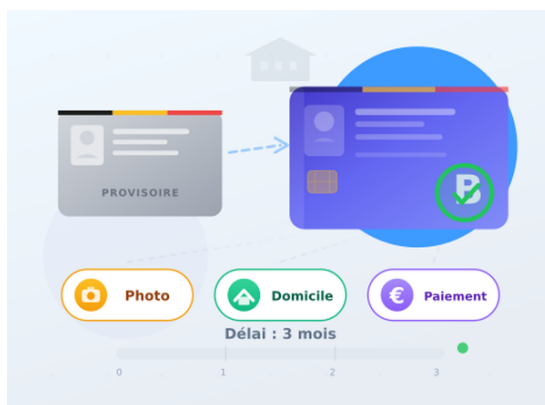 PROVISOIRE
B
Photo
Domicile
€ Paiement
Délai : 3 mois
0 1 2 3